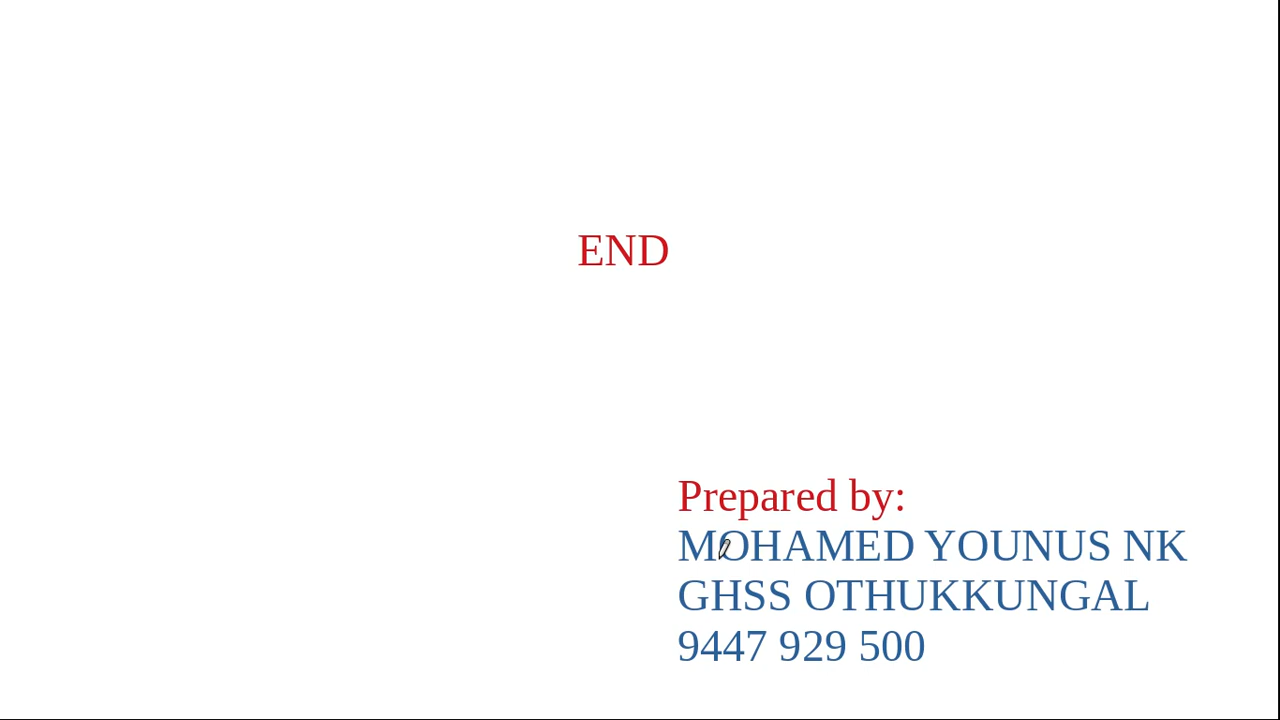 END
Prepared by:
MOHAMED YOUNUS NK
GHSS OTHUKKUNGAL
9447 929 500